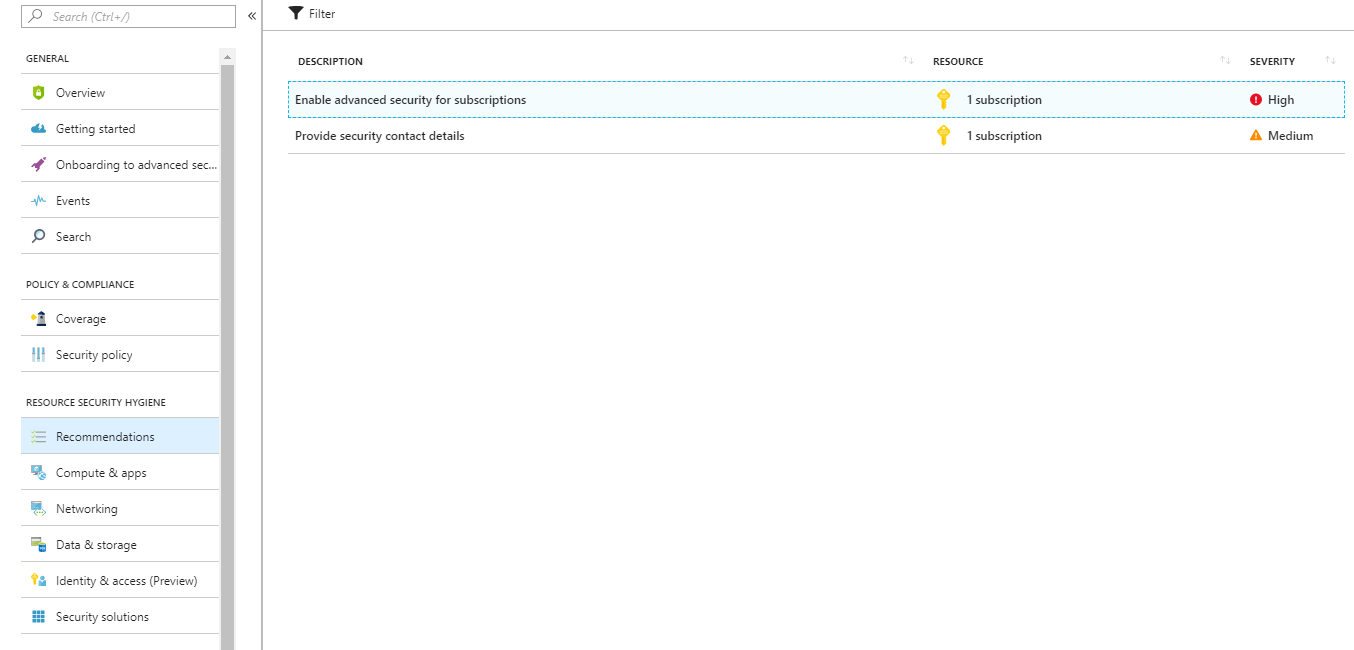 Search (Ctrl+/)
«
GENERAL
Overview
Getting started
Onboarding to advanced sec...
Events
Search
POLICY & COMPLIANCE
Coverage
Security policy
RESOURCE SECURITY HYGIENE
Recommendations
Compute & apps
Networking
Data & storage
Identity & access (Preview)
Security solutions
Filter
DESCRIPTION RESOURCE SEVERITY
Enable advanced security for subscriptions 1 subscription High
Provide security contact details 1 subscription Medium